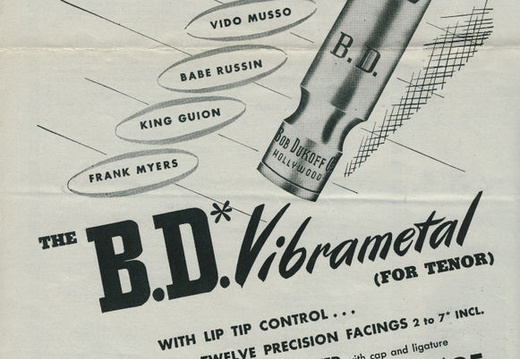 VIDO MUSSO
BABE RUSSIN
KING GUION
FRANK MYERS
B.D.
BOB DUKOFF C
HOLLYWOOD
THE B.D.* Vibrametal
(FOR TENOR)
WITH LIP TIP CONTROL . . .
TWELVE PRECISION FACINGS 2 to 7* INCL.
with cap and ligature